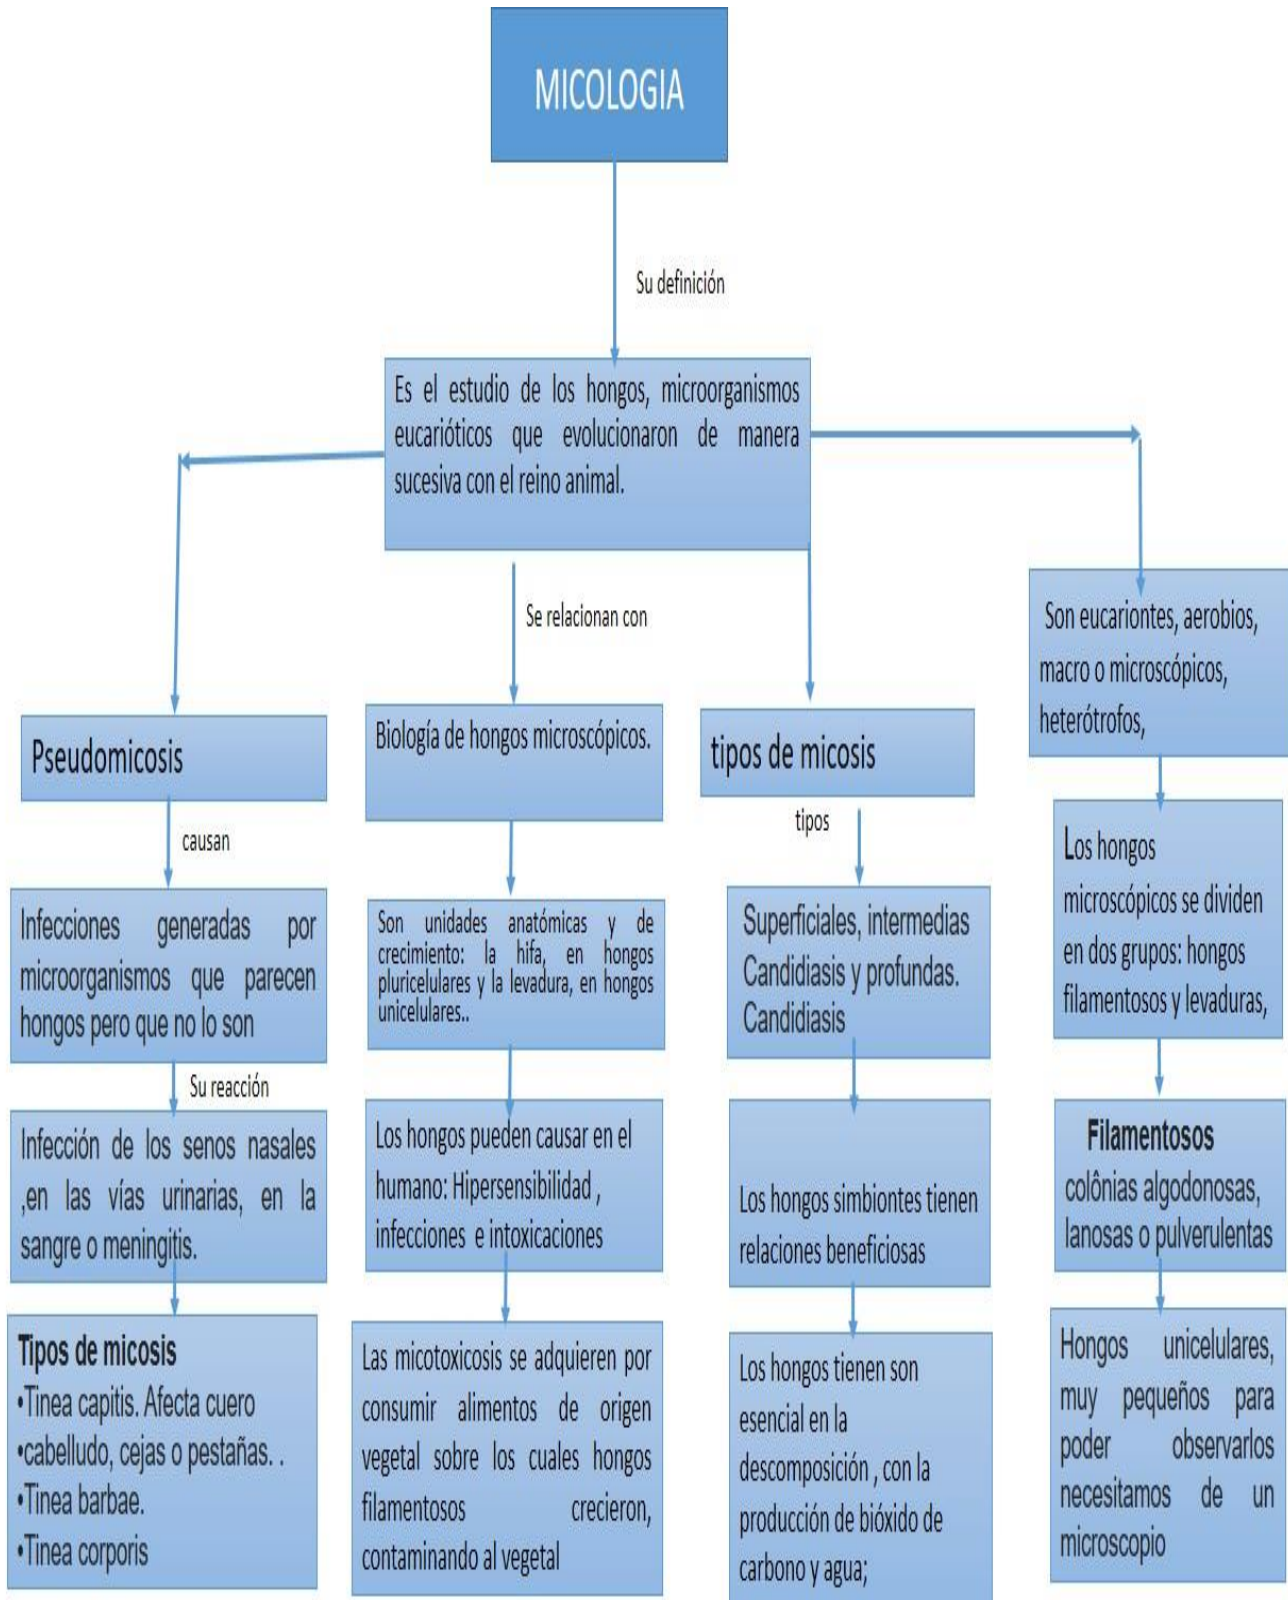 MICOLOGIA
Su definición
Es el estudio de los hongos, microorganismos
eucarióticos que evolucionaron de manera
sucesiva con el reino animal.
Pseudomicosis
causan
Infecciones generadas por
microorganismos que parecen
hongos pero que no lo son
Su reacción
Infección de los senos nasales
,en las vías urinarias, en la
sangre o meningitis.
Tipos de micosis
•Tinea capitis. Afecta cuero
•cabelludo, cejas o pestañas. .
•Tinea barbae.
•Tinea corporis
Se relacionan con
Biología de hongos microscópicos.
Son unidades anatómicas y de
crecimiento: la hifa, en hongos
pluricelulares y la levadura, en hongos
unicelulares..
Los hongos pueden causar en el
humano: Hipersensibilidad ,
infecciones e intoxicaciones
Las micotoxicosis se adquieren por
consumir alimentos de origen
vegetal sobre los cuales hongos
filamentosos crecieron,
contaminando al vegetal
tipos de micosis
tipos
Superficiales, intermedias
Candidiasis y profundas.
Candidiasis
Los hongos simbiontes tienen
relaciones beneficiosas
Los hongos tienen son
esencial en la
descomposición , con la
producción de bióxido de
carbono y agua;
Son eucariontes, aerobios,
macro o microscópicos,
heterótrofos,
Los hongos
microscópicos se dividen
en dos grupos: hongos
filamentosos y levaduras,
Filamentosos
colônias algodonosas,
lanosas o pulverulentas
Hongos unicelulares,
muy pequeños para
poder observarlos
necesitamos de un
microscopio